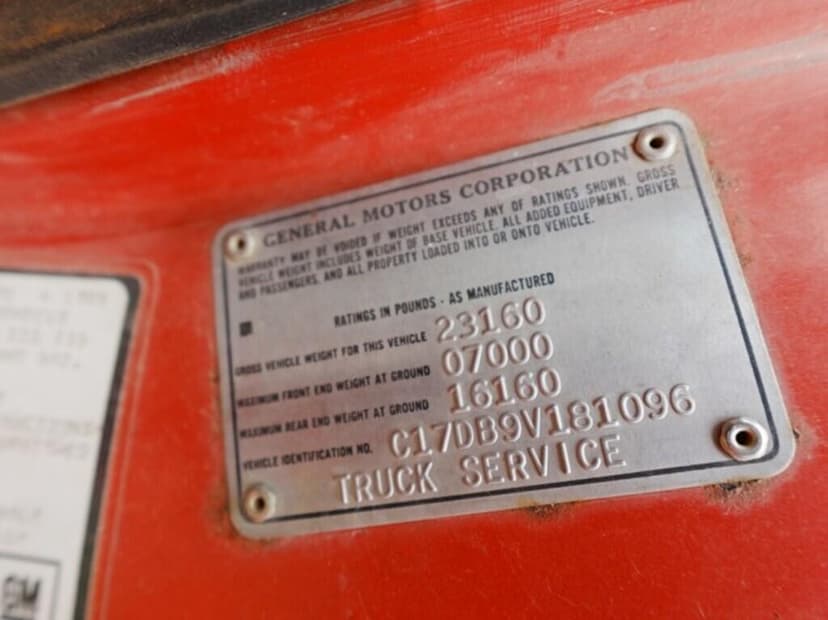 GENERAL MOTORS CORPORATION
WARRANTY MAY BE VOIDED IF WEIGHT EXCEEDS ANY OF RATINGS SHOWN. GROSS
VEHICLE WEIGHT INCLUDES WEIGHT OF BASE VEHICLE, ALL ADDED EQUIPMENT, DRIVER
AND PASSENGERS, AND ALL PROPERTY LOADED INTO OR ONTO VEHICLE.
RATINGS IN POUNDS - AS MANUFACTURED
GROSS VEHICLE WEIGHT FOR THIS VEHICLE 23160
MAXIMUM FRONT END WEIGHT AT GROUND 07000
MAXIMUM REAR END WEIGHT AT GROUND 16160
VEHICLE IDENTIFICATION NO. C17DB9V181096
TRUCK SERVICE
GM